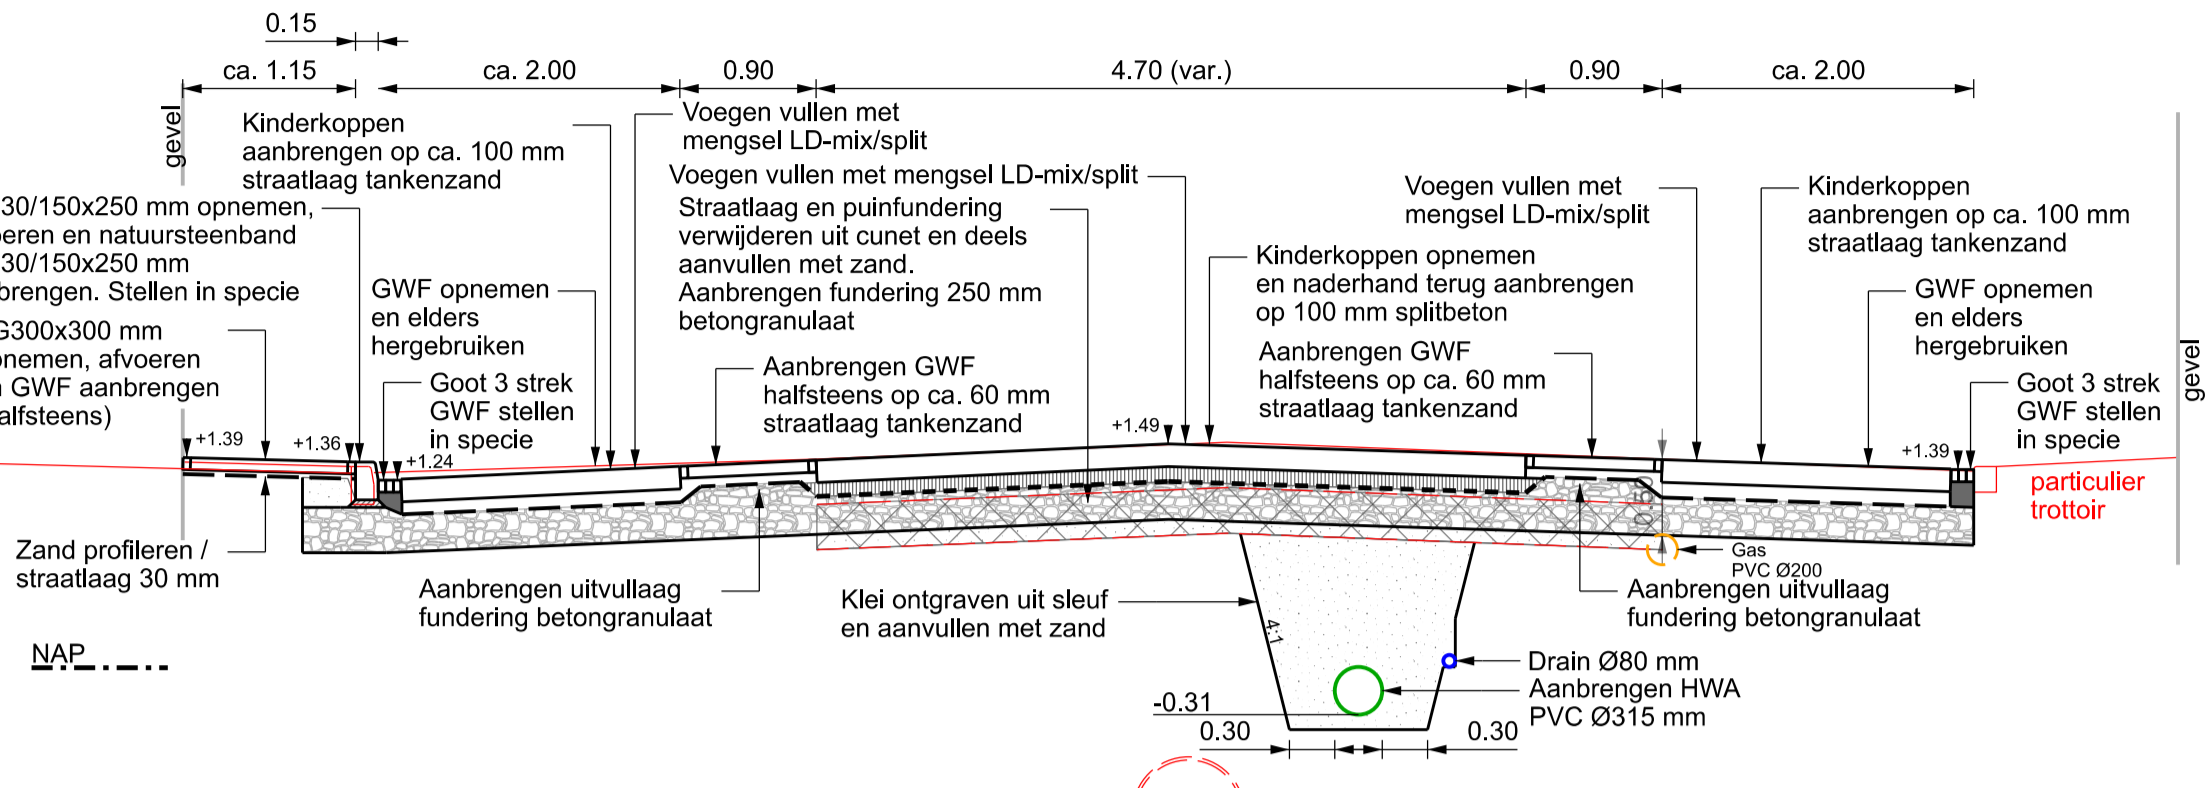 0.15
ca. 1.15
ca. 2.00
0.90
4.70 (var.)
0.90
ca. 2.00
gevel
Kinderkoppen
aanbrengen op ca. 100 mm
straatlaag tankenzand
Voegen vullen met
mengsel LD-mix/split
Voegen vullen met mengsel LD-mix/split
Straatlaag en puinfundering
verwijderen uit cunet en deels
aanvullen met zand.
Aanbrengen fundering 250 mm
betongranulaat
Voegen vullen met
mengsel LD-mix/split
Kinderkoppen
aanbrengen op ca. 100 mm
straatlaag tankenzand
gevel
30/150x250 mm opnemen,
en natuursteenband
30/150x250 mm
Stellen in specie
300x300 mm
afvoeren
GWF aanbrengen
GWF opnemen
en elders
hergebruiken
Goot 3 strek
GWF stellen
in specie
Aanbrengen GWF
halfsteens op ca. 60 mm
straatlaag tankenzand
Kinderkoppen opnemen
en naderhand terug aanbrengen
op 100 mm splitbeton
Aanbrengen GWF
halfsteens op ca. 60 mm
straatlaag tankenzand
GWF opnemen
en elders
hergebruiken
Goot 3 strek
GWF stellen
in specie
+1.39
+1.36
+1.24
+1.49
+1.39
particulier
trottoir
Zand profileren /
straatlaag 30 mm
Aanbrengen uitvullaag
fundering betongranulaat
Klei ontgraven uit sleuf
en aanvullen met zand
4:1
Gas
PVC Ø200
Aanbrengen uitvullaag
fundering betongranulaat
NAP
Drain Ø80 mm
Aanbrengen HWA
PVC Ø315 mm
-0.31
0.30
0.30